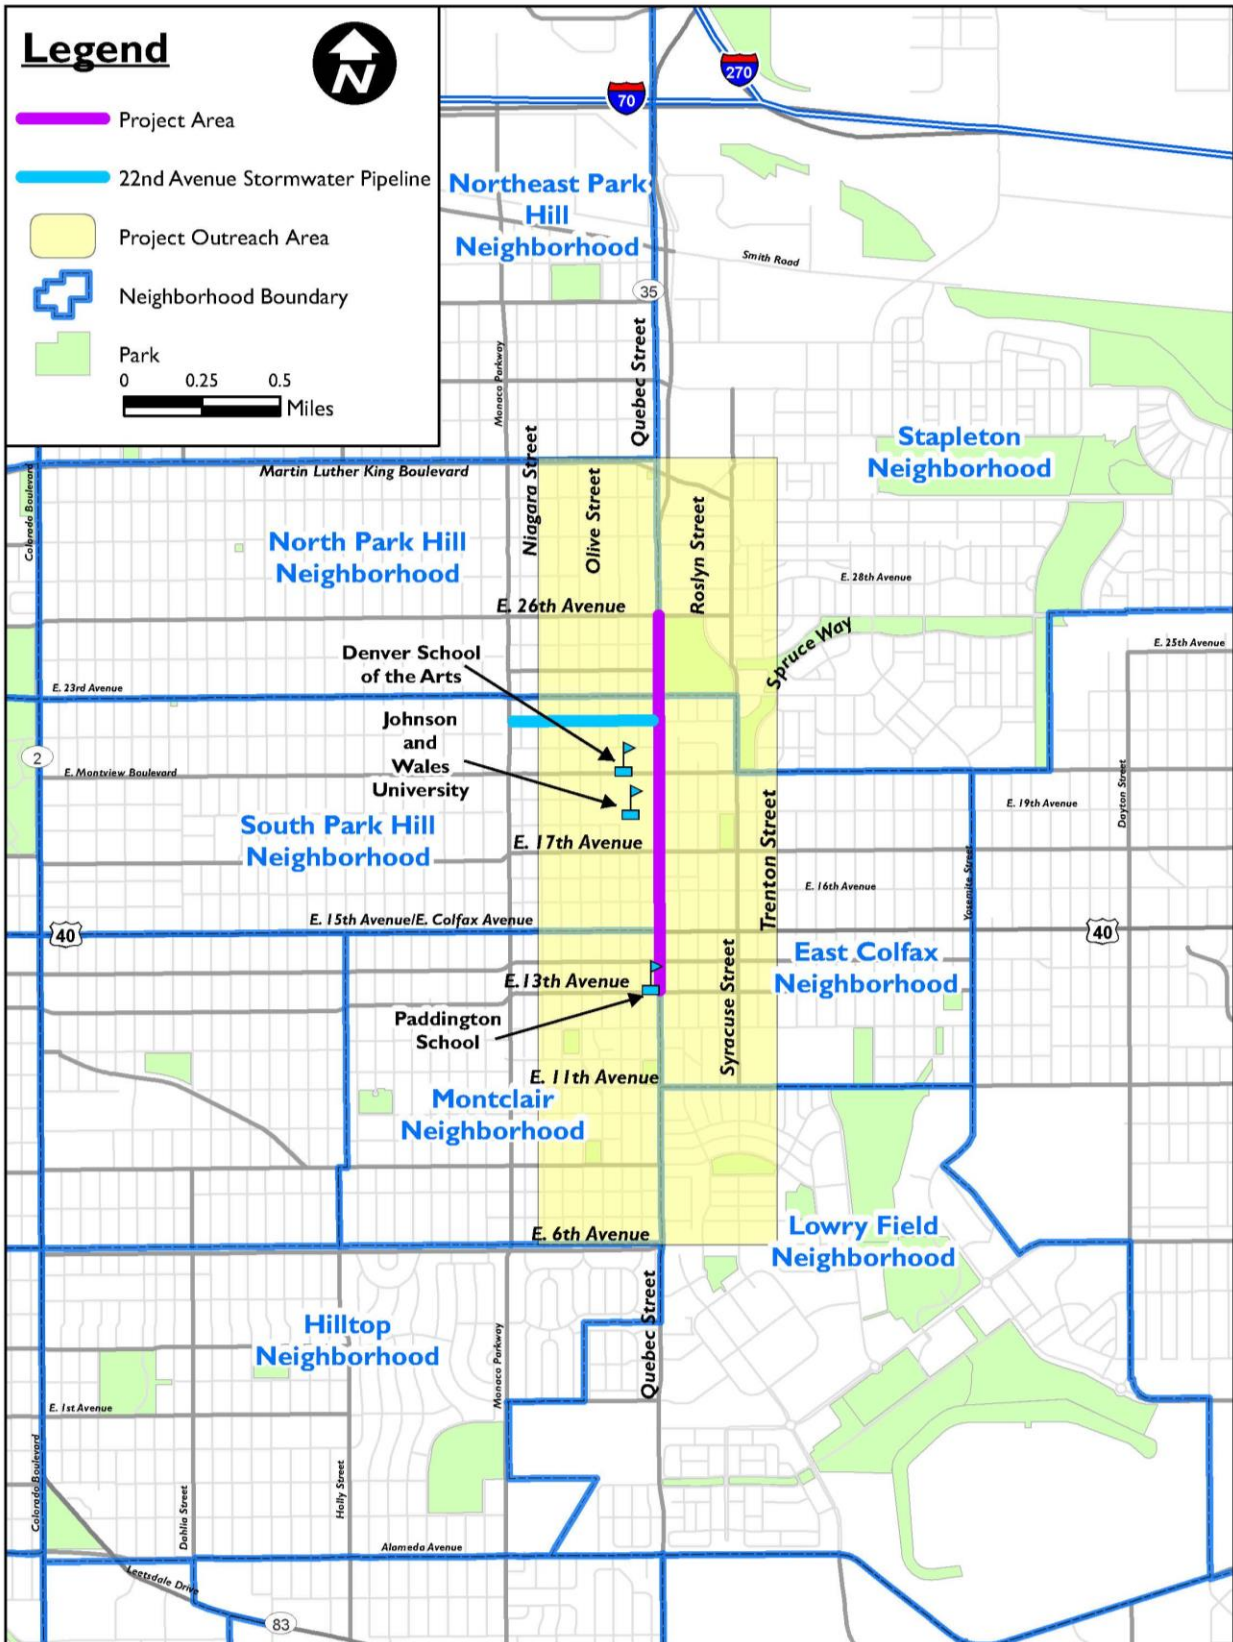 Legend
N
Project Area
22nd Avenue Stormwater Pipeline
Project Outreach Area
Neighborhood Boundary
Park
0 0.25 0.5
Miles
70
270
Northeast Park
Hill
Neighborhood
Smith Road
35
Quebec Street
Monaco Parkway
Stapleton
Neighborhood
Martin Luther King Boulevard
Colorado Boulevard
Niagara Street
Olive Street
Roslyn Street
North Park Hill
Neighborhood
E. 28th Avenue
E. 26th Avenue
Spruce Way
E. 25th Avenue
Denver School
of the Arts
E. 23rd Avenue
Johnson
and
Wales
University
2
E. Montview Boulevard
Dayton Street
E. 19th Avenue
South Park Hill
Neighborhood
E. 17th Avenue
Trenton Street
E. 16th Avenue
Yosemite Street
E. 15th Avenue/E. Colfax Avenue
40
40
East Colfax
Neighborhood
E. 13th Avenue
Syracuse Street
Paddington
School
E. 11th Avenue
Montclair
Neighborhood
Lowry Field
Neighborhood
E. 6th Avenue
Quebec Street
Hilltop
Neighborhood
Monaco Parkway
E. 1st Avenue
Colorado Boulevard
Dahlia Street
Holly Street
Alameda Avenue
Leetsdale Drive
83